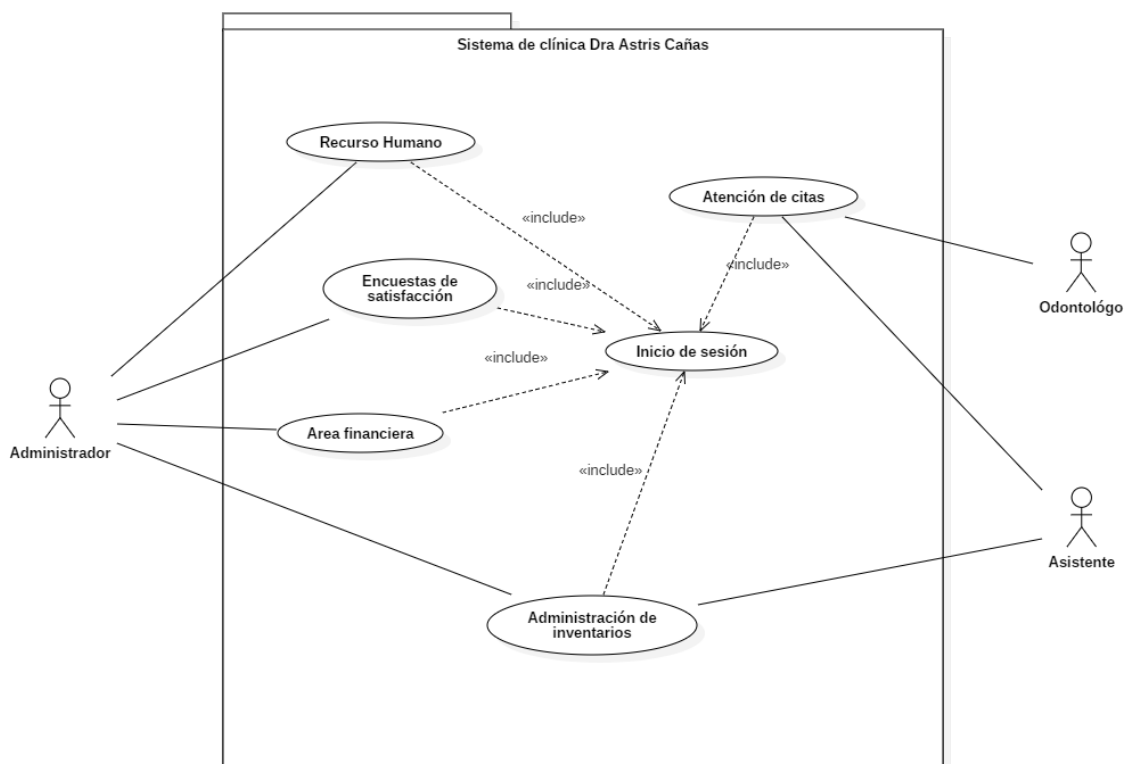 Sistema de clínica Dra Astris Cañas
Recurso Humano
Atención de citas
«include»
«include»
Encuestas de
satisfacción
«include»
Odontológo
Inicio de sesión
«include»
Area financiera
Administrador
«include»
Asistente
Administración de
inventarios